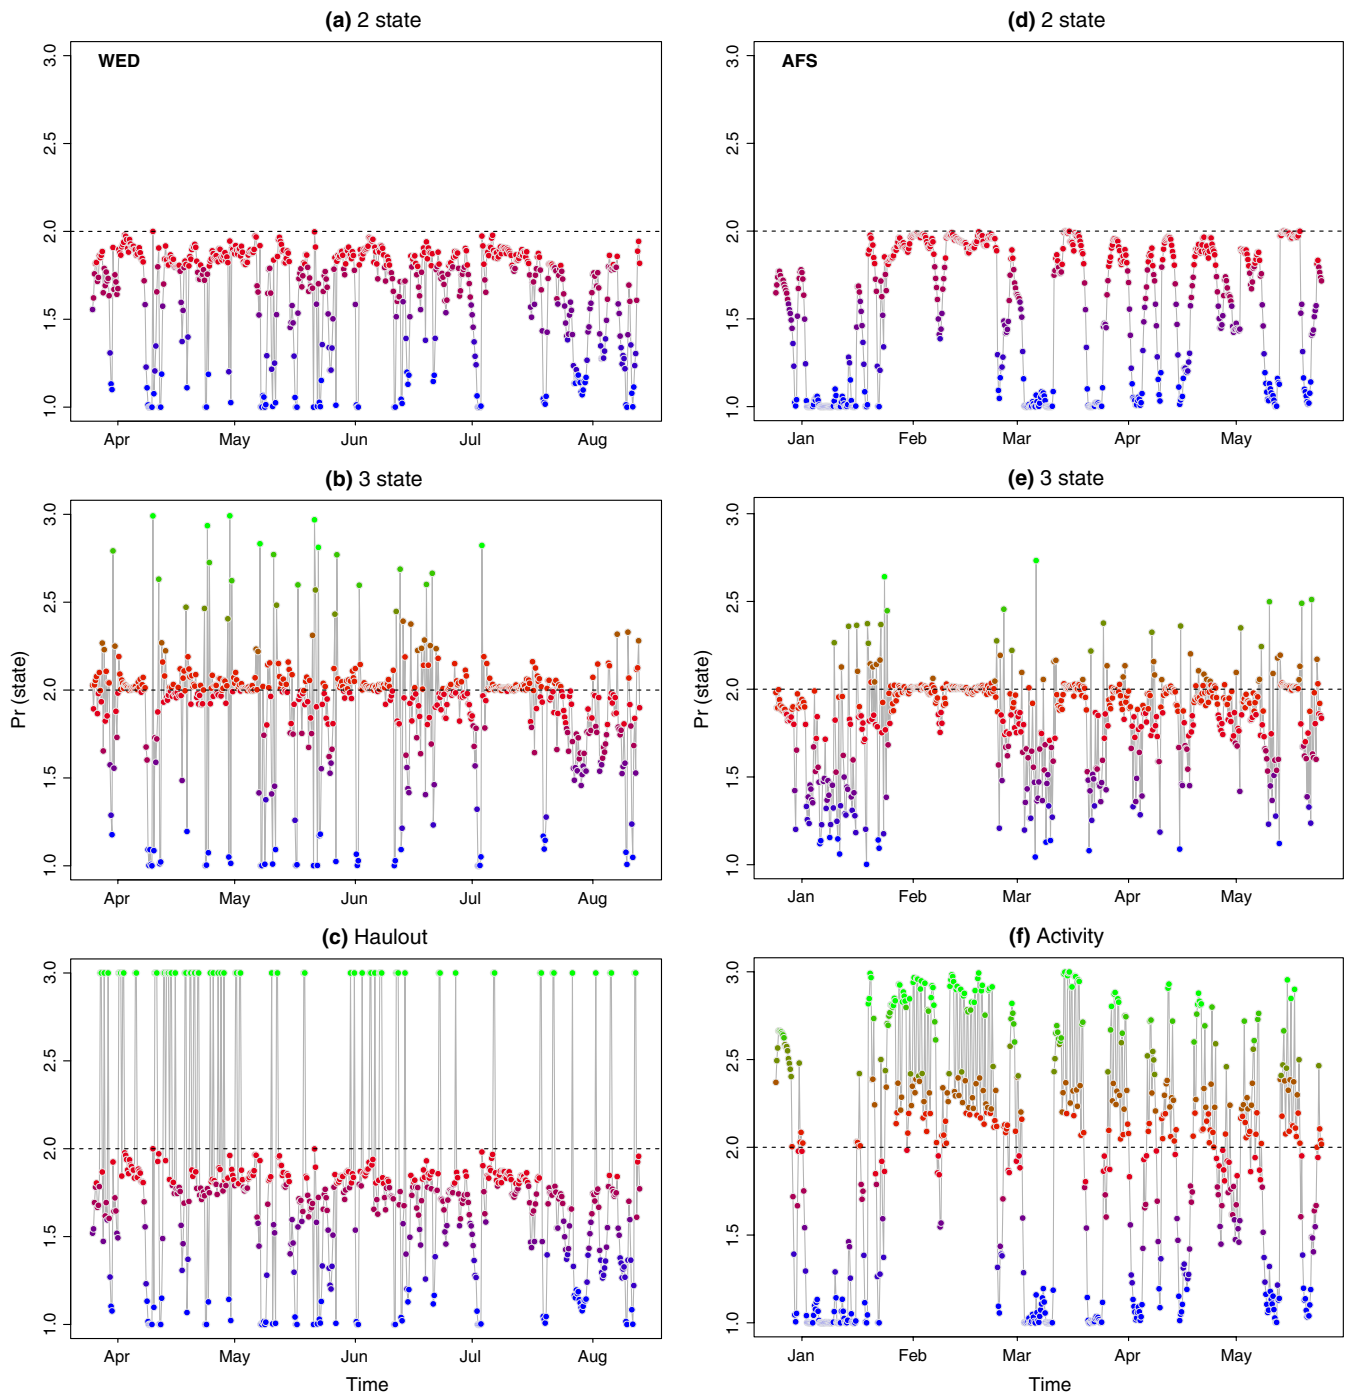 (a) 2 state
WED
3.0
2.5
2.0
1.5
1.0
Apr May Jun Jul Aug
(d) 2 state
AFS
3.0
2.5
2.0
1.5
1.0
Jan Feb Mar Apr May
(b) 3 state
Pr (state)
3.0
2.5
2.0
1.5
1.0
Apr May Jun Jul Aug
(e) 3 state
Pr (state)
3.0
2.5
2.0
1.5
1.0
Jan Feb Mar Apr May
(c) Haulout
3.0
2.5
2.0
1.5
1.0
Apr May Jun Jul Aug
Time
(f) Activity
3.0
2.5
2.0
1.5
1.0
Jan Feb Mar Apr May
Time